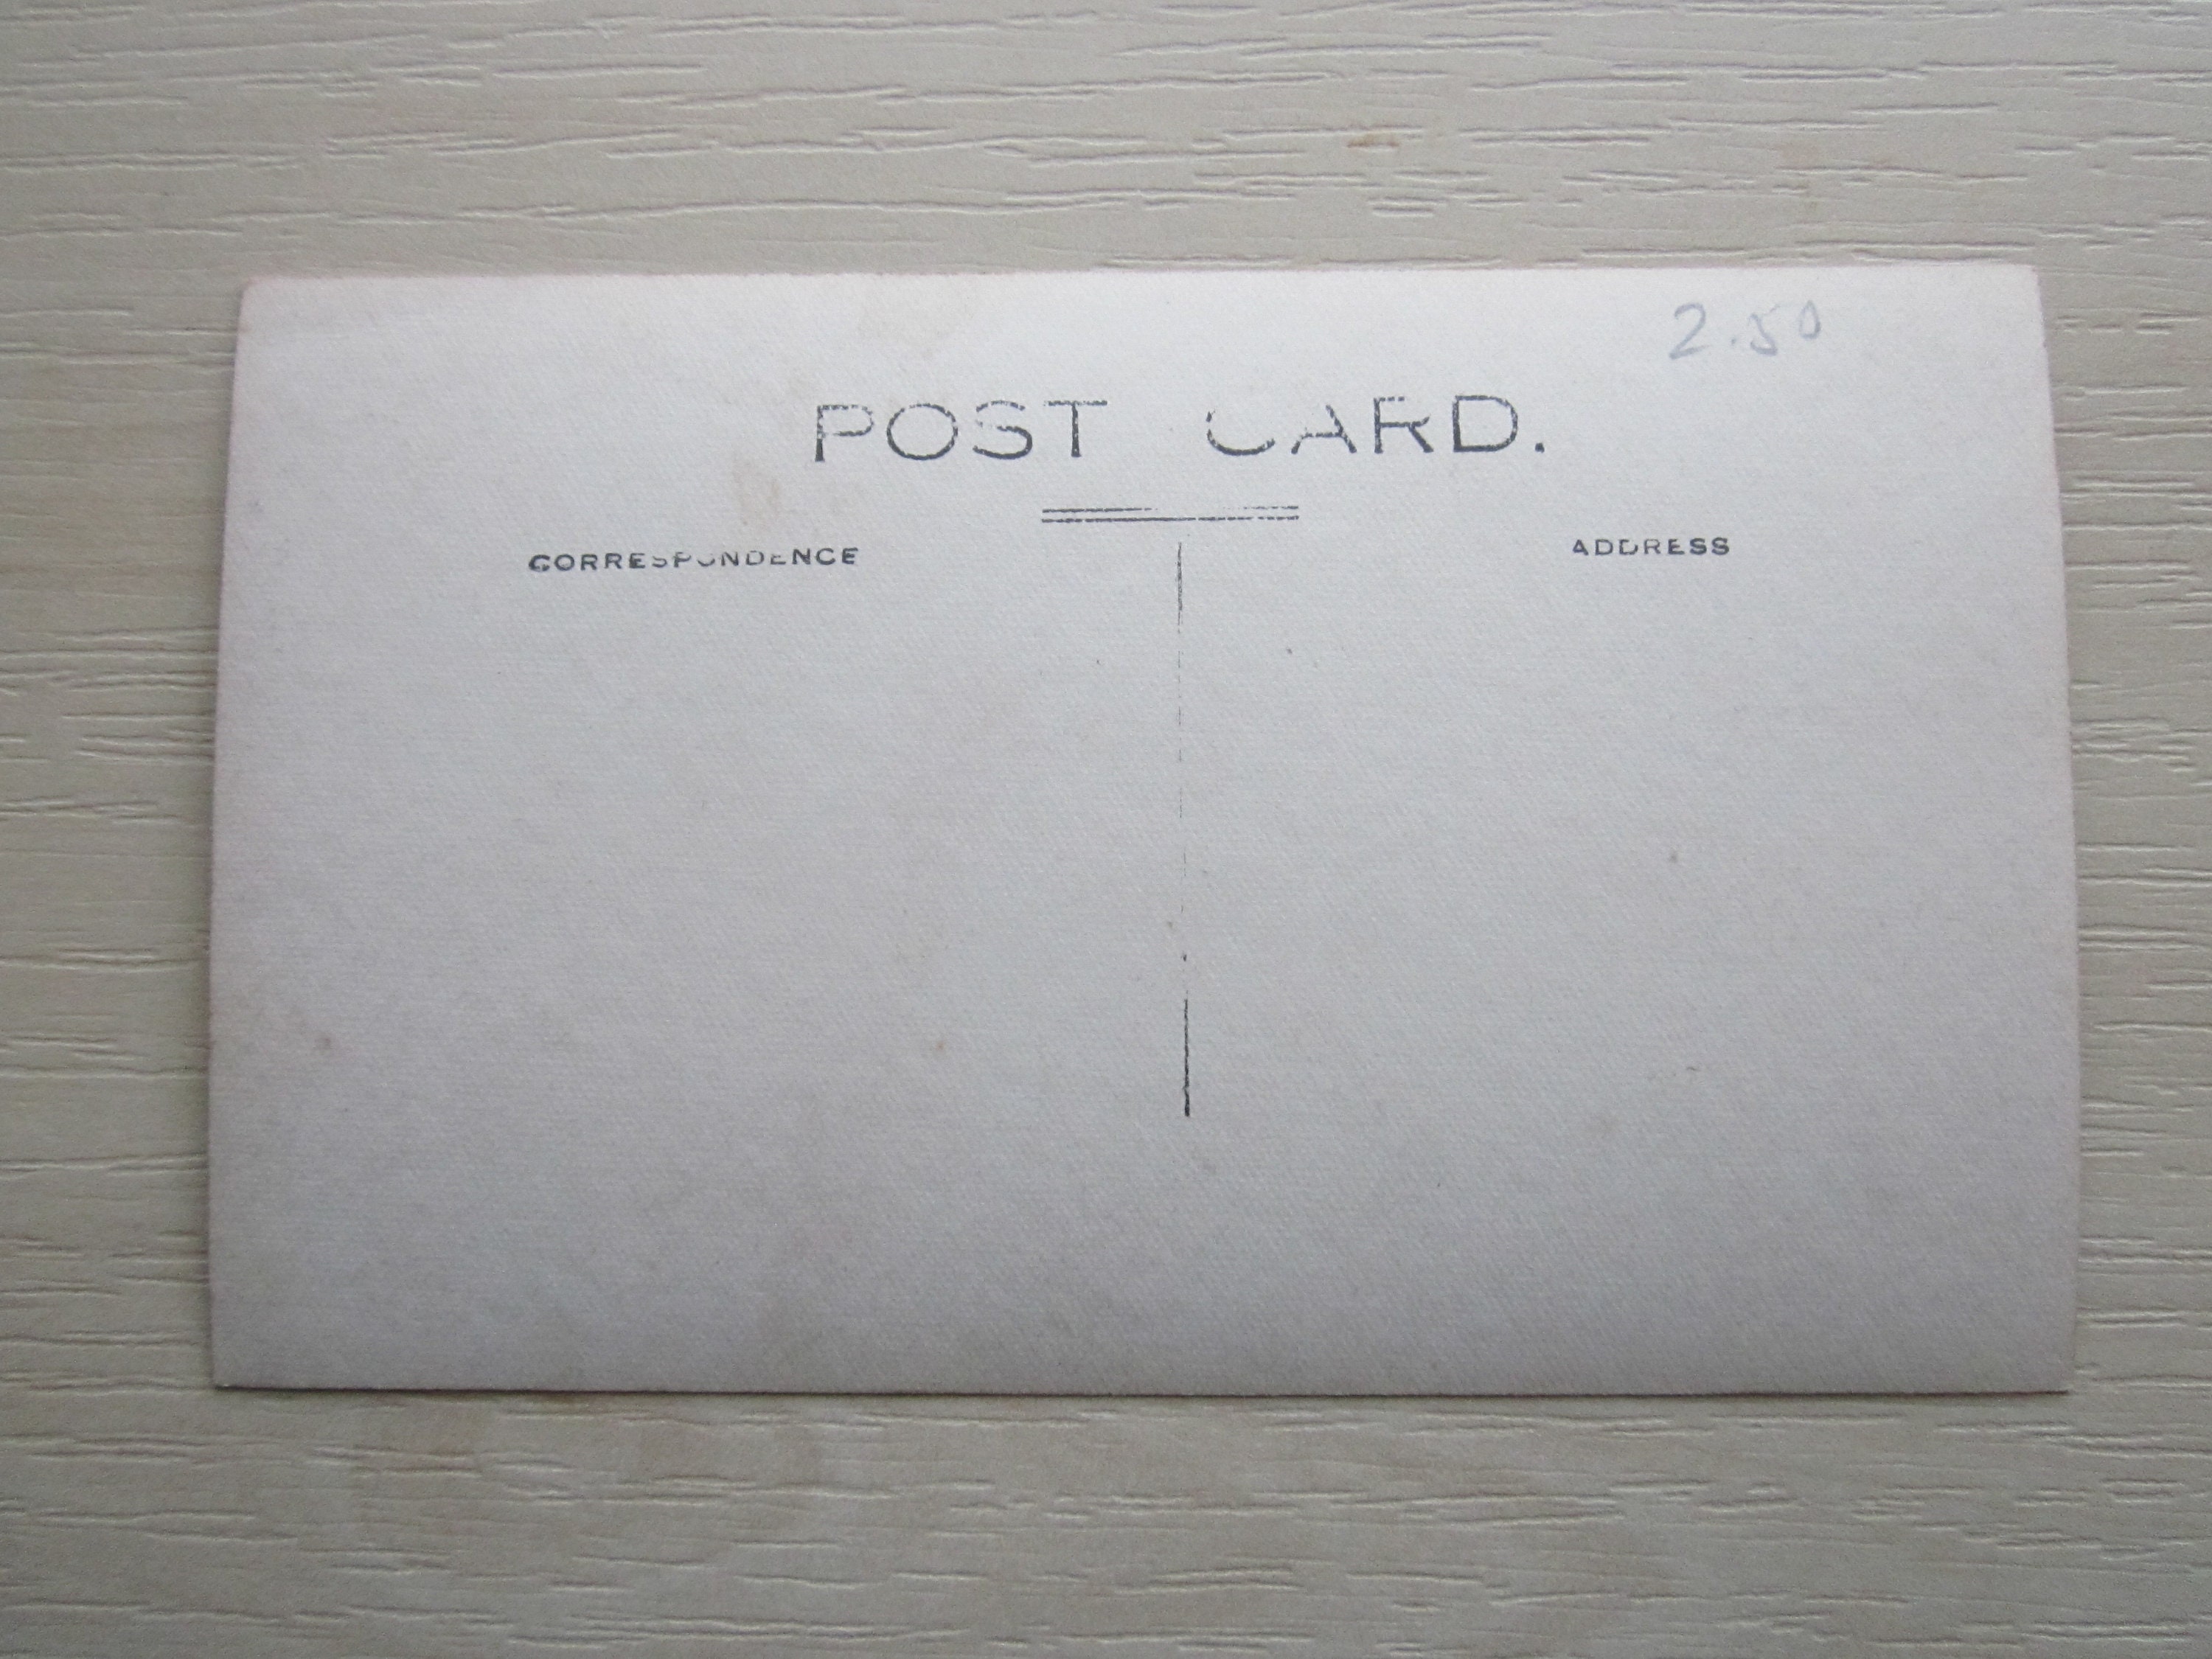 2.50
POST CARD.
CORRESPONDENCE
ADDRESS